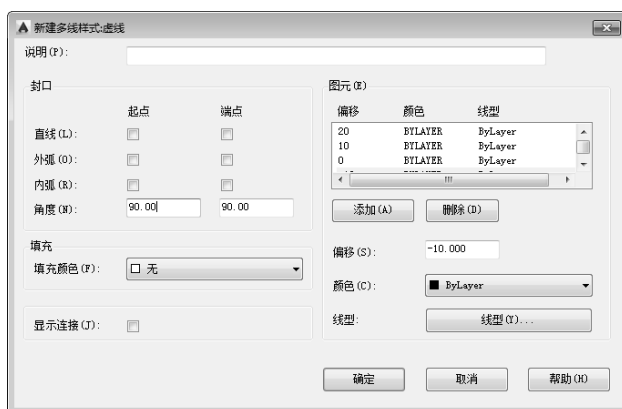 新建多线样式:虚线
说明(P):
封口
起点 端点
直线(L):
外弧(O):
内弧(R):
角度(N): 90.00 90.00
填充
填充颜色(F): 无
显示连接(J):
图元(E)
偏移 颜色 线型
20 BYLAYER ByLayer
10 BYLAYER ByLayer
0 BYLAYER ByLayer
添加(A) 删除(D)
偏移(S): -10.000
颜色(C): ByLayer
线型: 线型(Y)...
确定 取消 帮助(H)